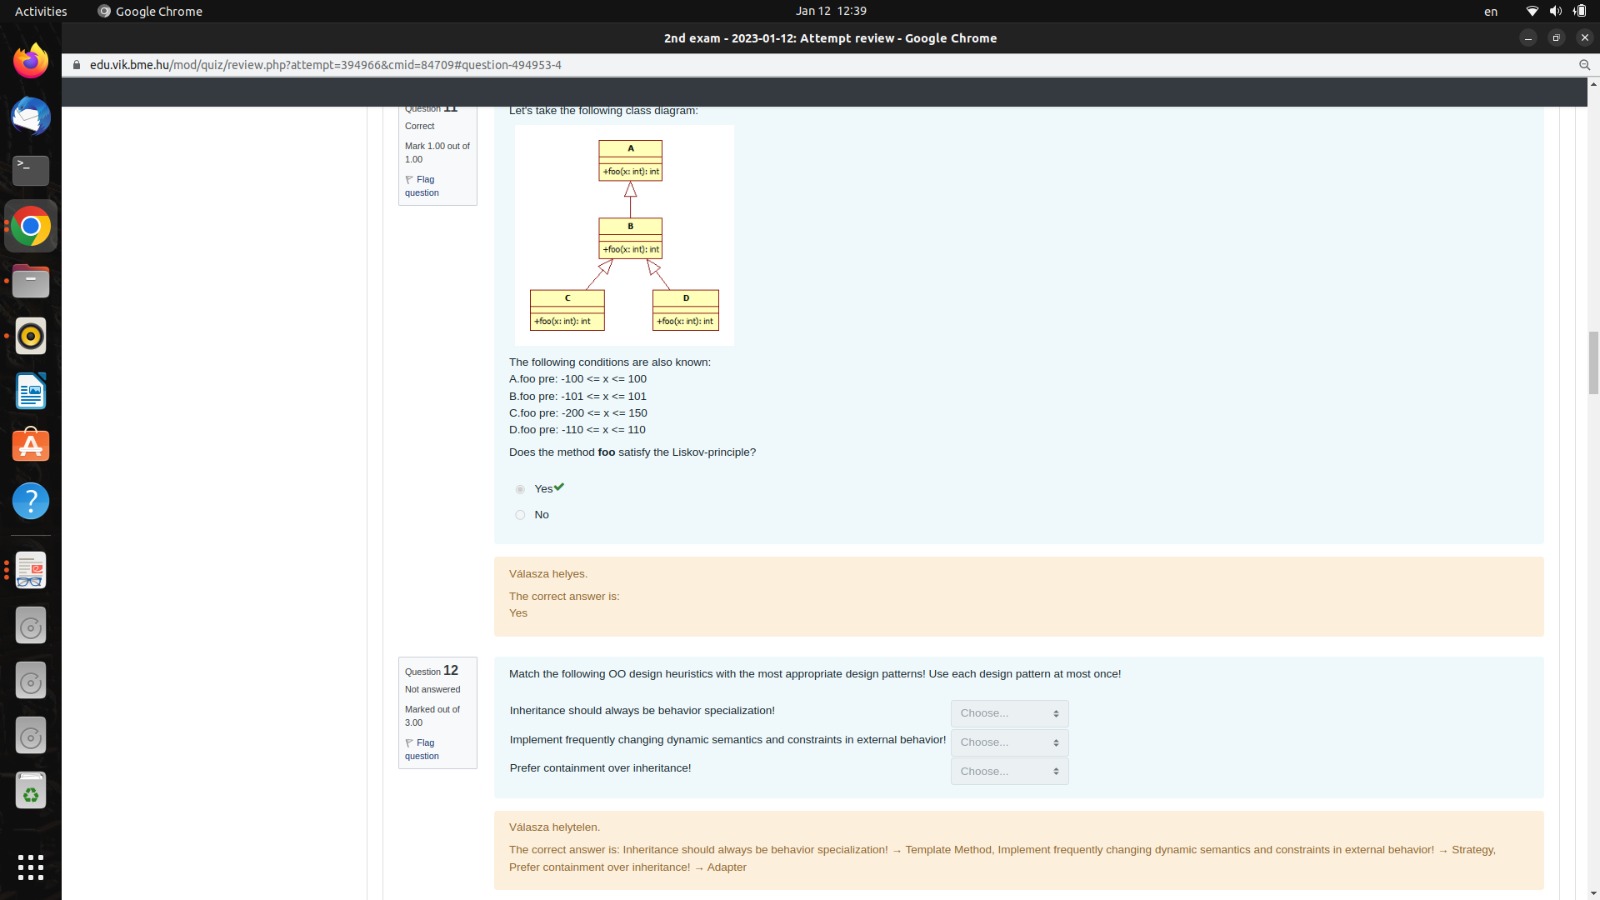 Activities
Google Chrome
Jan 12 12:39
en
2nd exam - 2023-01-12: Attempt review - Google Chrome
edu.vik.bme.hu/mod/quiz/review.php?attempt=394966&cmid=84709#question-494953-4
Question 11
Correct
Mark 1.00 out of
1.00
Flag
question
Let's take the following class diagram:
A
+foo(x: int): int
B
+foo(x: int): int
C
+foo(x: int): int
D
+foo(x: int): int
The following conditions are also known:
A.foo pre: -100 <= x <= 100
B.foo pre: -101 <= x <= 101
C.foo pre: -200 <= x <= 150
D.foo pre: -110 <= x <= 110
Does the method foo satisfy the Liskov-principle?
Yes
No
Válasza helyes.
The correct answer is:
Yes
Question 12
Not answered
Marked out of
3.00
Flag
question
Match the following OO design heuristics with the most appropriate design patterns! Use each design pattern at most once!
Inheritance should always be behavior specialization! Choose...
Implement frequently changing dynamic semantics and constraints in external behavior! Choose...
Prefer containment over inheritance! Choose...
Válasza helytelen.
The correct answer is: Inheritance should always be behavior specialization! → Template Method, Implement frequently changing dynamic semantics and constraints in external behavior! → Strategy,
Prefer containment over inheritance! → Adapter